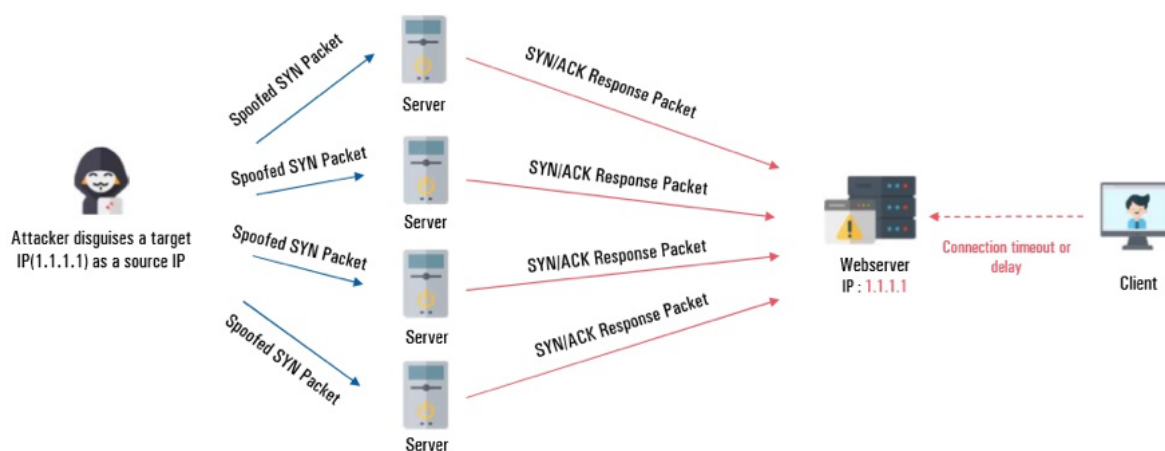 Spoofed SYN Packet
Server
SYN/ACK Response Packet
Spoofed SYN Packet
Server
SYN/ACK Response Packet
Attacker disguises a target
IP(1.1.1.1) as a source IP
Spoofed SYN Packet
Server
SYN/ACK Response Packet
Spoofed SYN Packet
Server
SYN/ACK Response Packet
Webserver
IP : 1.1.1.1
Connection timeout or
delay
Client